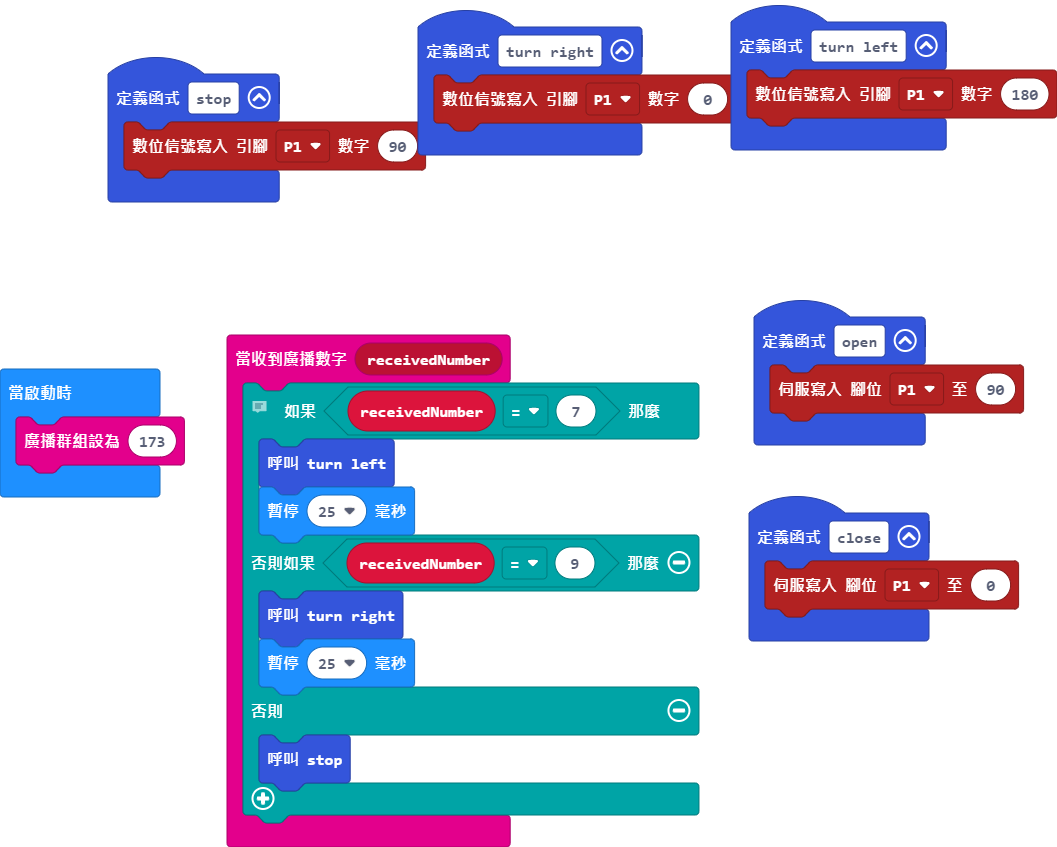 定義函式 stop
數位信號寫入 引腳 P1 數字 90
定義函式 turn right
數位信號寫入 引腳 P1 數字 0
定義函式 turn left
數位信號寫入 引腳 P1 數字 180
當啟動時
廣播群組設為 173
當收到廣播數字 receivedNumber
如果 receivedNumber = 7 那麼
呼叫 turn left
暫停 25 毫秒
否則如果 receivedNumber = 9 那麼
呼叫 turn right
暫停 25 毫秒
否則
呼叫 stop
定義函式 open
伺服寫入 腳位 P1 至 90
定義函式 close
伺服寫入 腳位 P1 至 0